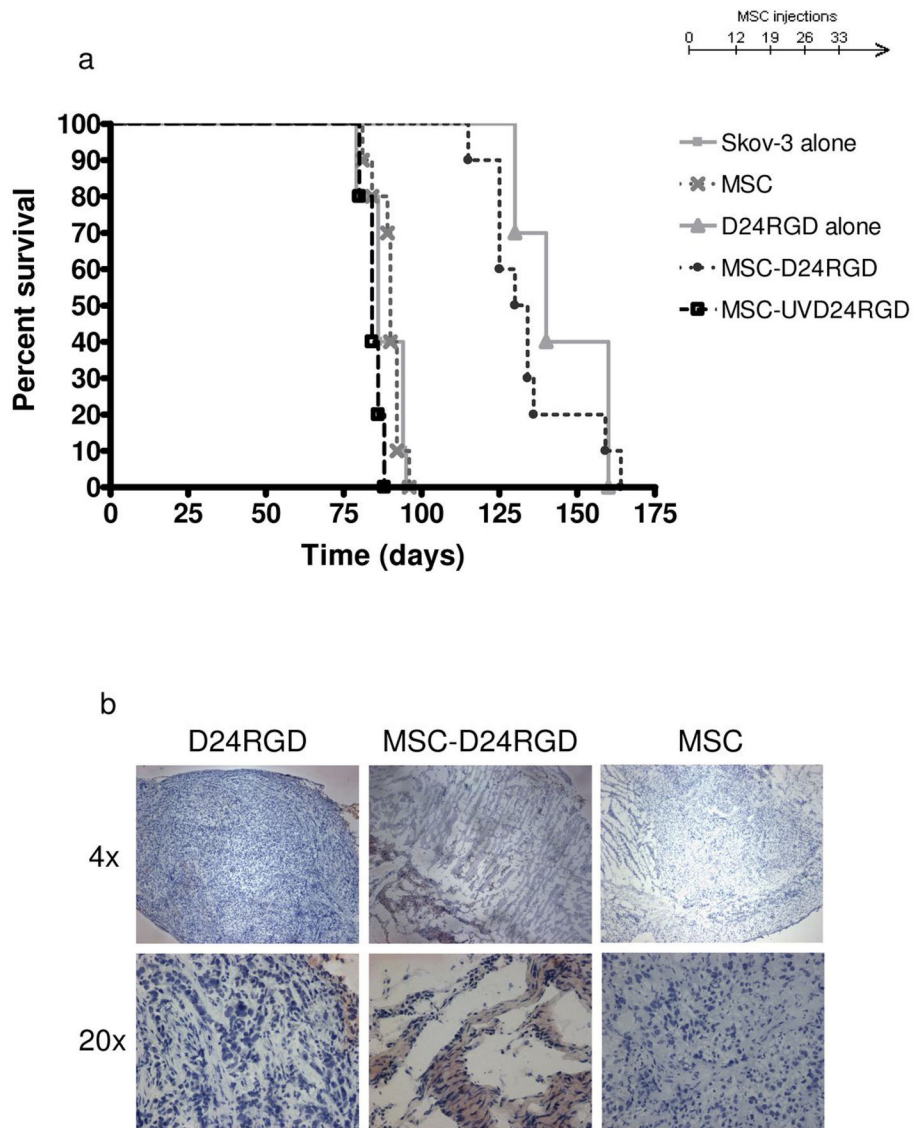 MSC injections
0 12 19 26 33
a
100
90
80
70
60
50
40
30
20
10
0
Percent survival
0 25 50 75 100 125 150 175
Time (days)
Skov-3 alone
MSC
D24RGD alone
MSC-D24RGD
MSC-UVD24RGD
b
D24RGD MSC-D24RGD MSC
4x
20x